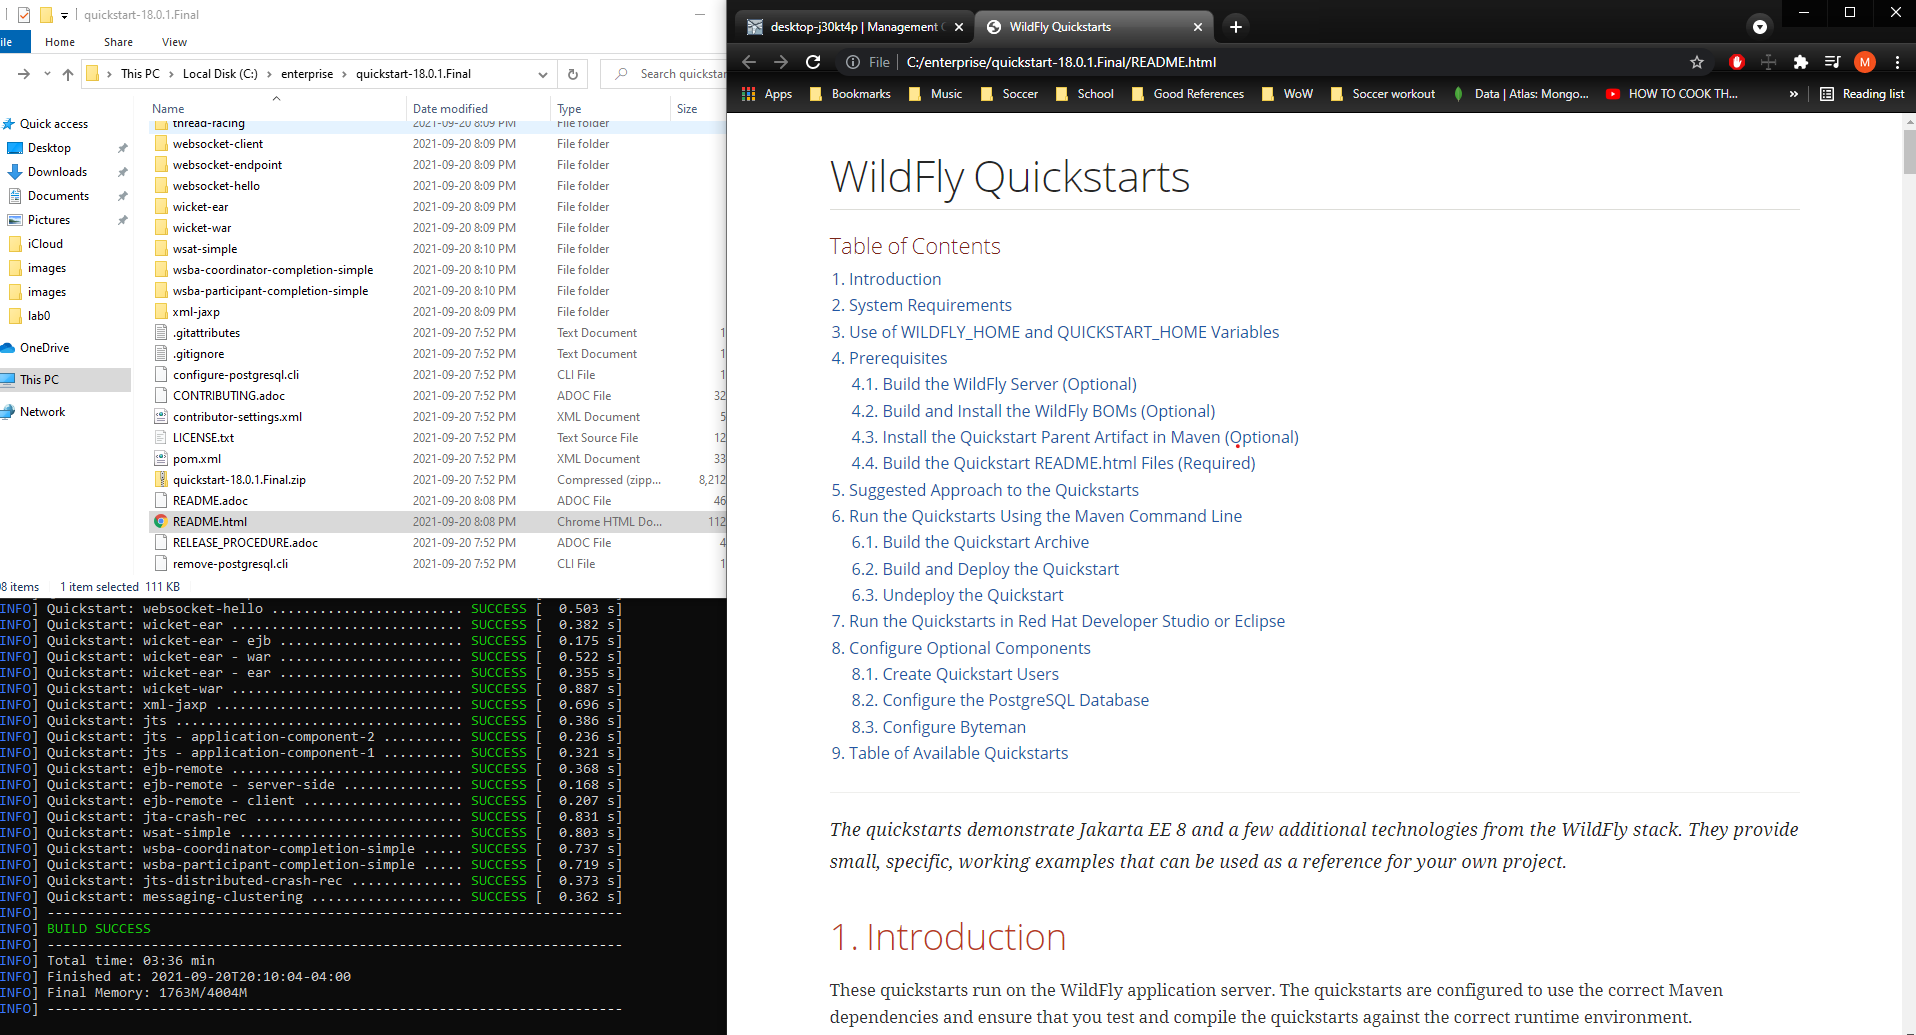 quickstart-18.0.1.Final
ile Home Share View
This PC Local Disk (C:) enterprise quickstart-18.0.1.Final Search quickstar
Name Date modified Type Size
Quick access
Desktop
Downloads
Documents
Pictures
iCloud
images
images
lab0
OneDrive
This PC
Network
thread-racing 2021-09-20 8:09 PM File folder
websocket-client 2021-09-20 8:09 PM File folder
websocket-endpoint 2021-09-20 8:09 PM File folder
websocket-hello 2021-09-20 8:09 PM File folder
wicket-ear 2021-09-20 8:09 PM File folder
wicket-war 2021-09-20 8:09 PM File folder
wsat-simple 2021-09-20 8:10 PM File folder
wsba-coordinator-completion-simple 2021-09-20 8:10 PM File folder
wsba-participant-completion-simple 2021-09-20 8:10 PM File folder
xml-jaxp 2021-09-20 8:09 PM File folder
.gitattributes 2021-09-20 7:52 PM Text Document 1
.gitignore 2021-09-20 7:52 PM Text Document 1
configure-postgresql.cli 2021-09-20 7:52 PM CLI File 1
CONTRIBUTING.adoc 2021-09-20 7:52 PM ADOC File 32
contributor-settings.xml 2021-09-20 7:52 PM XML Document 5
LICENSE.txt 2021-09-20 7:52 PM Text Source File 12
pom.xml 2021-09-20 7:52 PM XML Document 33
quickstart-18.0.1.Final.zip 2021-09-20 7:52 PM Compressed (zipp... 8,212
README.adoc 2021-09-20 8:08 PM ADOC File 46
README.html 2021-09-20 8:08 PM Chrome HTML Do... 112
RELEASE_PROCEDURE.adoc 2021-09-20 7:52 PM ADOC File 4
remove-postgresql.cli 2021-09-20 7:52 PM CLI File 1
8 items 1 item selected 111 KB
INFO] Quickstart: websocket-hello ........................ SUCCESS [ 0.503 s]
INFO] Quickstart: wicket-ear ............................. SUCCESS [ 0.382 s]
INFO] Quickstart: wicket-ear - ejb ....................... SUCCESS [ 0.175 s]
INFO] Quickstart: wicket-ear - war ....................... SUCCESS [ 0.522 s]
INFO] Quickstart: wicket-ear - ear ....................... SUCCESS [ 0.355 s]
INFO] Quickstart: wicket-war ............................. SUCCESS [ 0.887 s]
INFO] Quickstart: xml-jaxp ............................... SUCCESS [ 0.696 s]
INFO] Quickstart: jts .................................... SUCCESS [ 0.386 s]
INFO] Quickstart: jts - application-component-2 .......... SUCCESS [ 0.236 s]
INFO] Quickstart: jts - application-component-1 .......... SUCCESS [ 0.321 s]
INFO] Quickstart: ejb-remote ............................. SUCCESS [ 0.368 s]
INFO] Quickstart: ejb-remote - server-side ............... SUCCESS [ 0.168 s]
INFO] Quickstart: ejb-remote - client .................... SUCCESS [ 0.207 s]
INFO] Quickstart: jta-crash-rec .......................... SUCCESS [ 0.831 s]
INFO] Quickstart: wsat-simple ............................ SUCCESS [ 0.803 s]
INFO] Quickstart: wsba-coordinator-completion-simple ..... SUCCESS [ 0.737 s]
INFO] Quickstart: wsba-participant-completion-simple ..... SUCCESS [ 0.719 s]
INFO] Quickstart: jts-distributed-crash-rec .............. SUCCESS [ 0.373 s]
INFO] Quickstart: messaging-clustering ................... SUCCESS [ 0.362 s]
INFO] ------------------------------------------------------------------------
INFO] BUILD SUCCESS
INFO] ------------------------------------------------------------------------
INFO] Total time: 03:36 min
INFO] Finished at: 2021-09-20T20:10:04-04:00
INFO] Final Memory: 1763M/4004M
INFO] ------------------------------------------------------------------------
desktop-j30kt4p | Management C WildFly Quickstarts
File C:/enterprise/quickstart-18.0.1.Final/README.html M
Apps Bookmarks Music Soccer School Good References WoW Soccer workout Data | Atlas: Mongo... HOW TO COOK TH... » Reading list
WildFly Quickstarts
Table of Contents
1. Introduction
2. System Requirements
3. Use of WILDFLY_HOME and QUICKSTART_HOME Variables
4. Prerequisites
4.1. Build the WildFly Server (Optional)
4.2. Build and Install the WildFly BOMs (Optional)
4.3. Install the Quickstart Parent Artifact in Maven (Optional)
4.4. Build the Quickstart README.html Files (Required)
5. Suggested Approach to the Quickstarts
6. Run the Quickstarts Using the Maven Command Line
6.1. Build the Quickstart Archive
6.2. Build and Deploy the Quickstart
6.3. Undeploy the Quickstart
7. Run the Quickstarts in Red Hat Developer Studio or Eclipse
8. Configure Optional Components
8.1. Create Quickstart Users
8.2. Configure the PostgreSQL Database
8.3. Configure Byteman
9. Table of Available Quickstarts
The quickstarts demonstrate Jakarta EE 8 and a few additional technologies from the WildFly stack. They provide
small, specific, working examples that can be used as a reference for your own project.
1. Introduction
These quickstarts run on the WildFly application server. The quickstarts are configured to use the correct Maven
dependencies and ensure that you test and compile the quickstarts against the correct runtime environment.